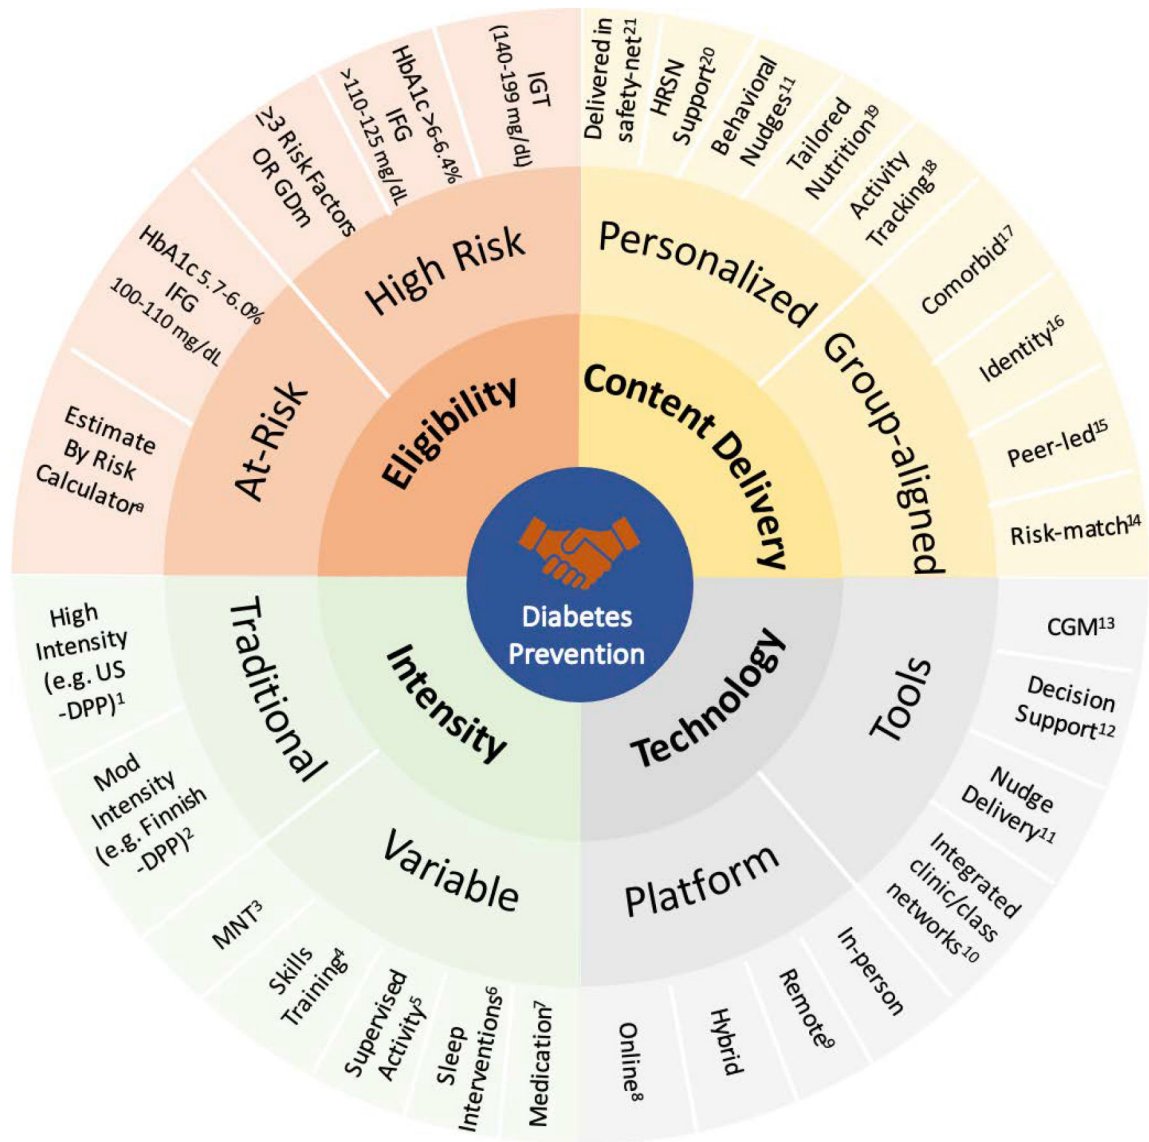 Diabetes
Prevention
Eligibility
High Risk
IGT
(140-199 mg/dL)
HbA1c >6-6.4%
IFG
>110-125 mg/dL
≥3 Risk Factors
OR GDm
At-Risk
HbA1c 5.7-6.0%
IFG
100-110 mg/dL
Estimate
By Risk
Calculatorᵃ
Content Delivery
Personalized
Delivered in
safety-net²¹
HRSN
Support²⁰
Behavioral
Nudges¹¹
Tailored
Nutrition¹⁹
Activity
Tracking¹⁸
Group-aligned
Comorbid¹⁷
Identity¹⁶
Peer-led¹⁵
Risk-match¹⁴
Technology
Tools
CGM¹³
Decision
Support¹²
Nudge
Delivery¹¹
Integrated
clinic/class
networks¹⁰
Platform
In-person
Remote⁹
Hybrid
Online⁸
Intensity
Variable
Medication⁷
Sleep
Interventions⁶
Supervised
Activity⁵
Skills
Training⁴
MNT³
Traditional
Mod
Intensity
(e.g. Finnish
-DPP)²
High
Intensity
(e.g. US
-DPP)¹